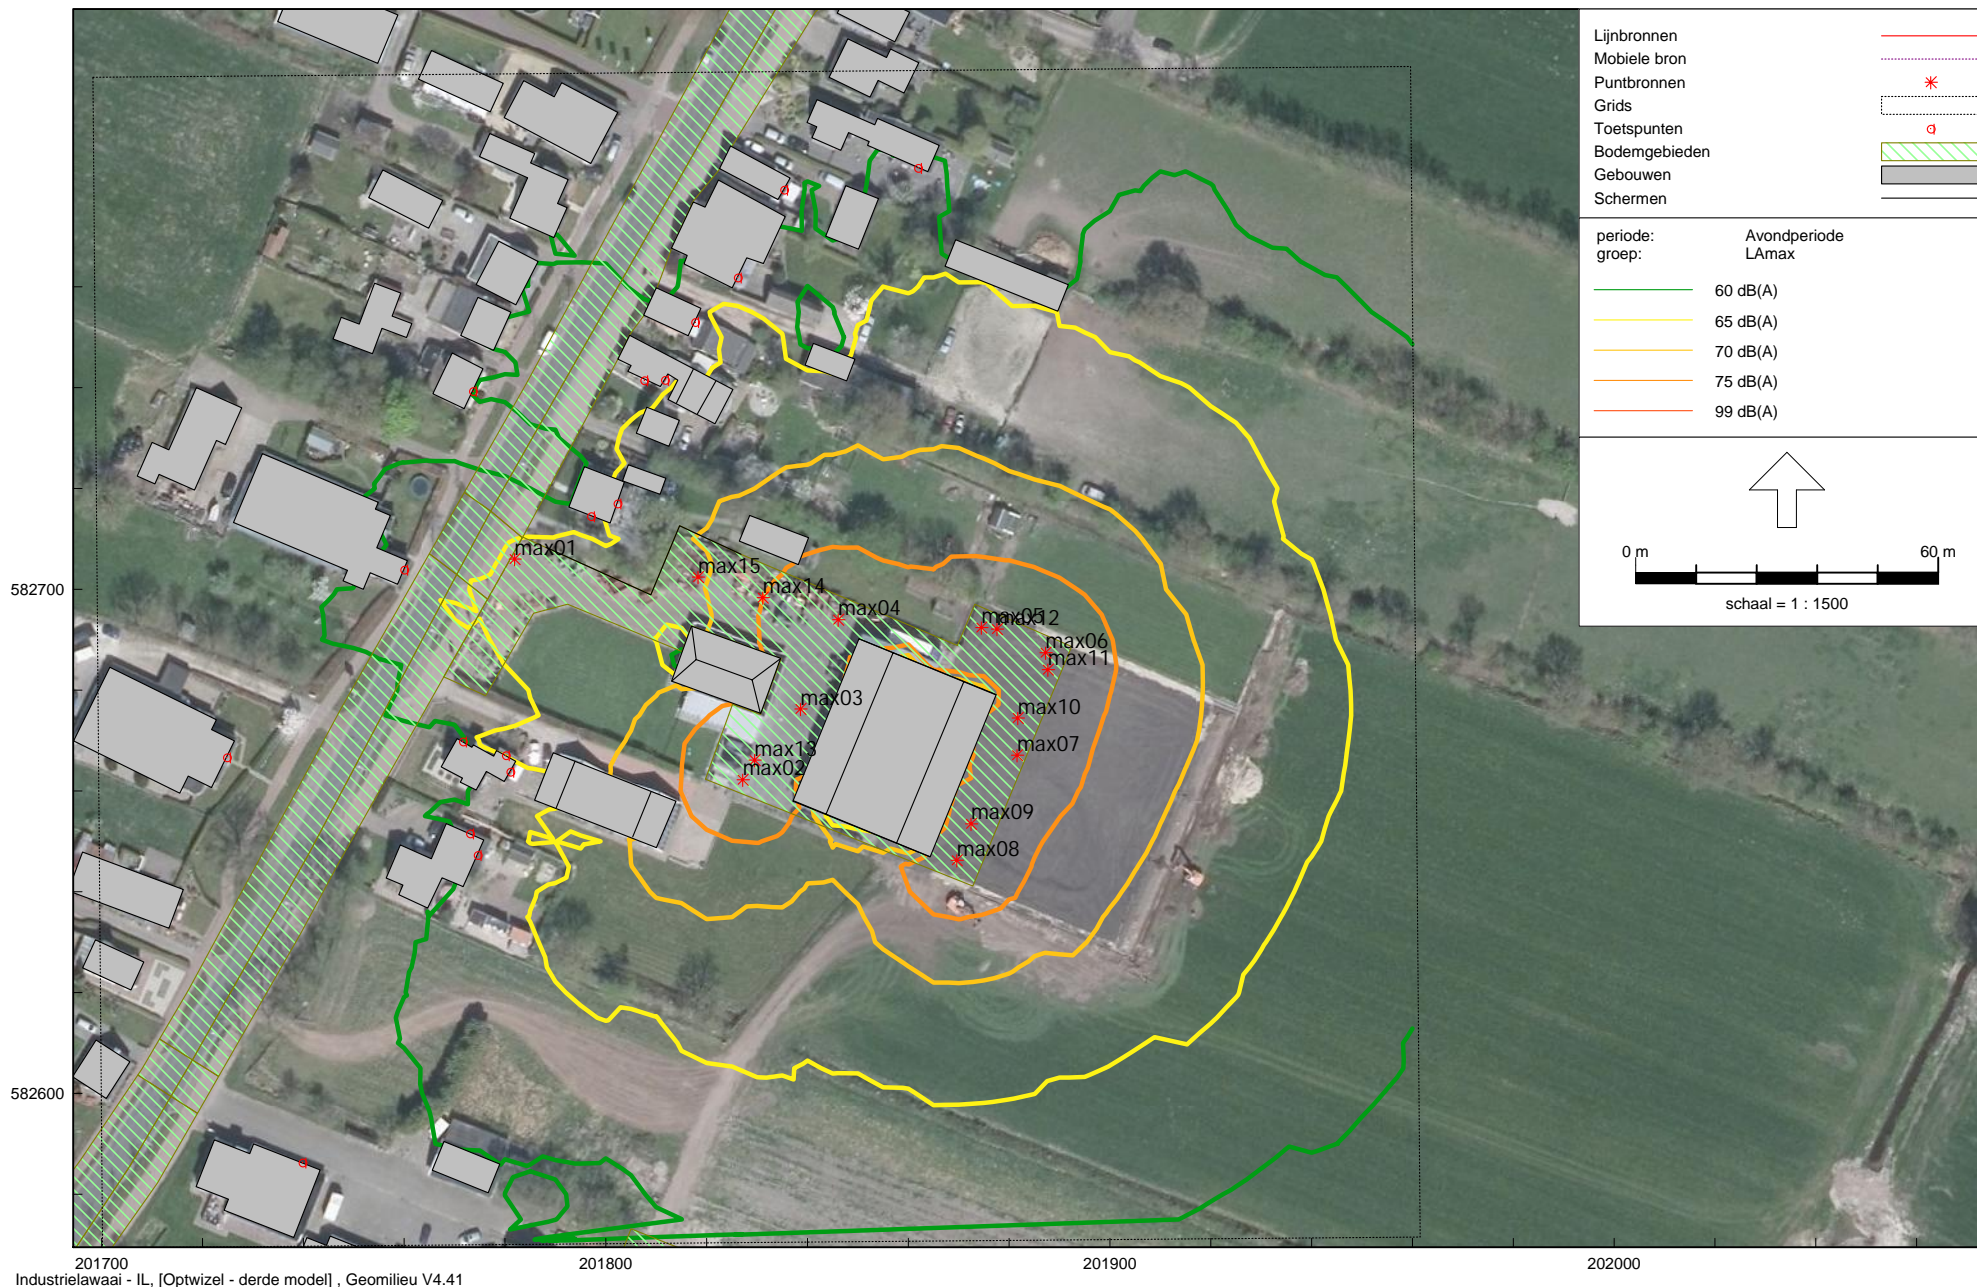 Lijnbronnen
Mobiele bron
Puntbronnen
Grids
Toetspunten
Bodemgebieden
Gebouwen
Schermen
periode: Avondperiode
groep: LAmax
60 dB(A)
65 dB(A)
70 dB(A)
75 dB(A)
99 dB(A)
0 m 60 m
schaal = 1 : 1500
max01
max15
max14
max04
max05
max12
max06
max11
max03
max10
max07
max13
max02
max09
max08
582700
582600
201700 201800 201900 202000
Industrielawaai - IL, [Optwizel - derde model] , Geomilieu V4.41